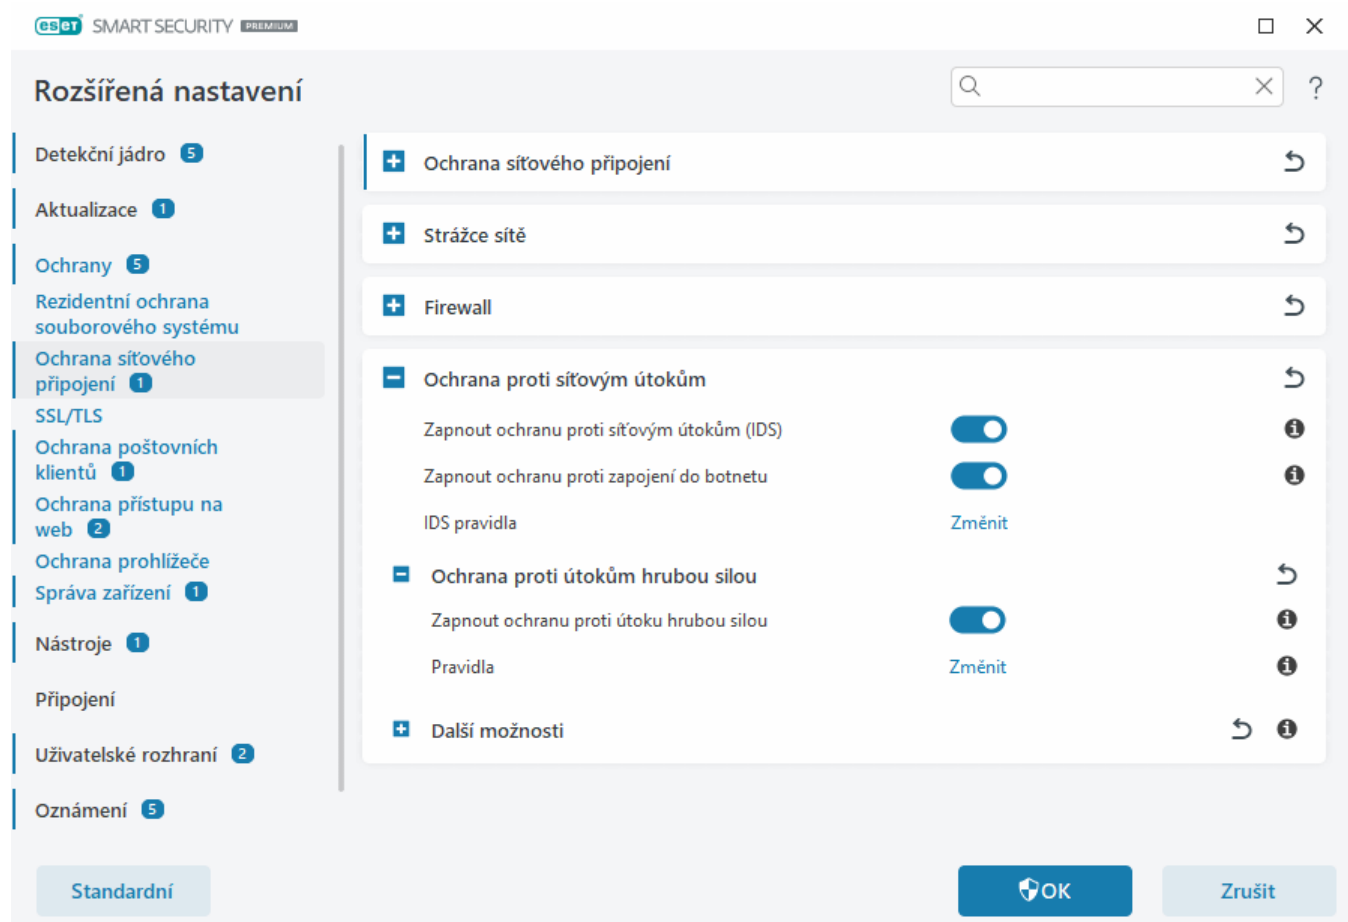 eset SMART SECURITY PREMIUM
Rozšířená nastavení
?
Detekční jádro 5
Aktualizace 1
Ochrany 5
Rezidentní ochrana
souborového systému
Ochrana síťového
připojení 1
SSL/TLS
Ochrana poštovních
klientů 1
Ochrana přístupu na
web 2
Ochrana prohlížeče
Správa zařízení 1
Nástroje 1
Připojení
Uživatelské rozhraní 2
Oznámení 5
Ochrana síťového připojení
Strážce sítě
Firewall
Ochrana proti síťovým útokům
Zapnout ochranu proti síťovým útokům (IDS)
Zapnout ochranu proti zapojení do botnetu
IDS pravidla Změnit
Ochrana proti útokům hrubou silou
Zapnout ochranu proti útoku hrubou silou
Pravidla Změnit
Další možnosti
Standardní
OK
Zrušit